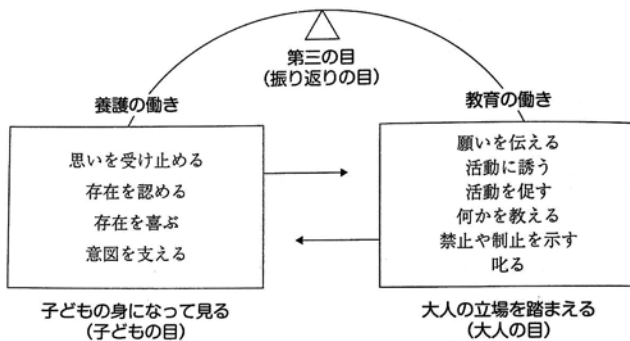 第三の目
(振り返りの目)
養護の働き
思いを受け止める
存在を認める
存在を喜ぶ
意図を支える
子どもの身になって見る
(子どもの目)
教育の働き
願いを伝える
活動に誘う
活動を促す
何かを教える
禁止や制止を示す
叱る
大人の立場を踏まえる
(大人の目)